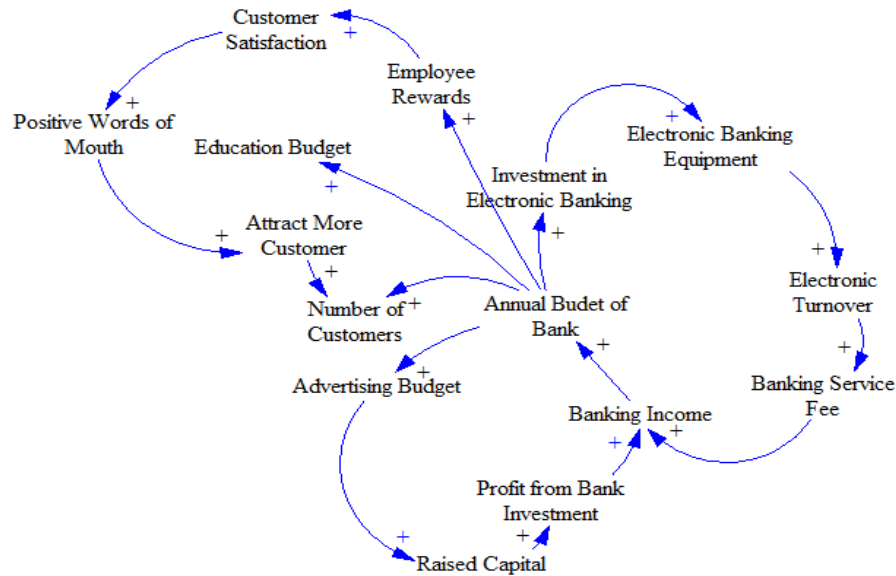 Customer
Satisfaction
+
Employee
Rewards
+
+
Positive Words of
Mouth
Education Budget
+
+
Electronic Banking
Equipment
Investment in
Electronic Banking
+
Attract More
Customer
+
+
Number of
Customers
+
Annual Budet of
Bank
+
+
Electronic
Turnover
+
Advertising Budget
+
Banking Service
Fee
Banking Income
+
+
Profit from Bank
Investment
+
+
Raised Capital